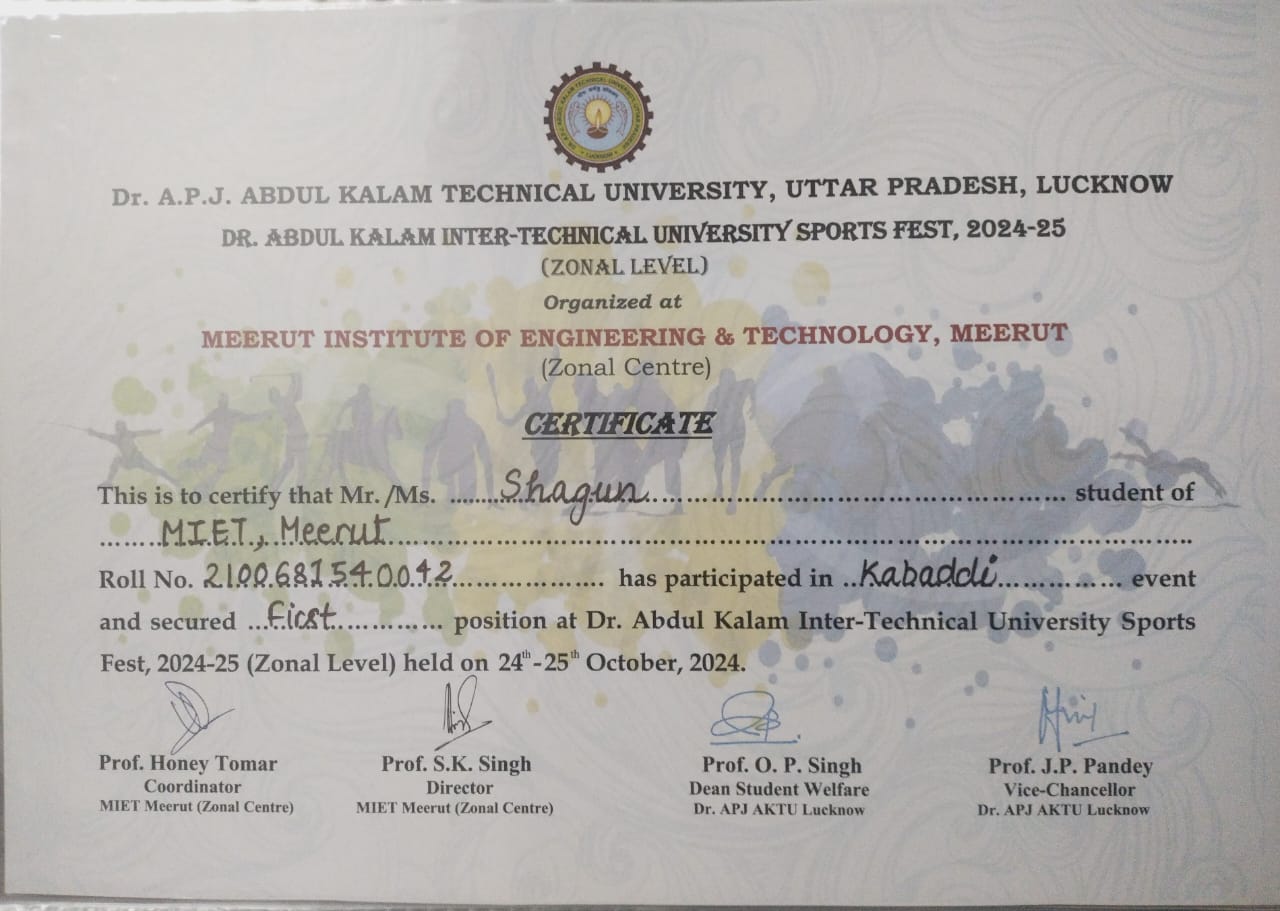 Dr. A.P.J. ABDUL KALAM TECHNICAL UNIVERSITY, UTTAR PRADESH, LUCKNOW
DR. ABDUL KALAM INTER-TECHNICAL UNIVERSITY SPORTS FEST, 2024-25
(ZONAL LEVEL)
Organized at
MEERUT INSTITUTE OF ENGINEERING & TECHNOLOGY, MEERUT
(Zonal Centre)
CERTIFICATE
This is to certify that Mr./Ms. ........Shagun............ student of
........MIET, Meerut............
Roll No. 2100681540042............ has participated in ..Kabaddi............ event
and secured ...first............ position at Dr. Abdul Kalam Inter-Technical University Sports
Fest, 2024-25 (Zonal Level) held on 24th-25th October, 2024.
Prof. Honey Tomar Prof. S.K. Singh Prof. O. P. Singh Prof. J.P. Pandey
Coordinator Director Dean Student Welfare Vice-Chancellor
MIET Meerut (Zonal Centre) MIET Meerut (Zonal Centre) Dr. APJ AKTU Lucknow Dr. APJ AKTU Lucknow